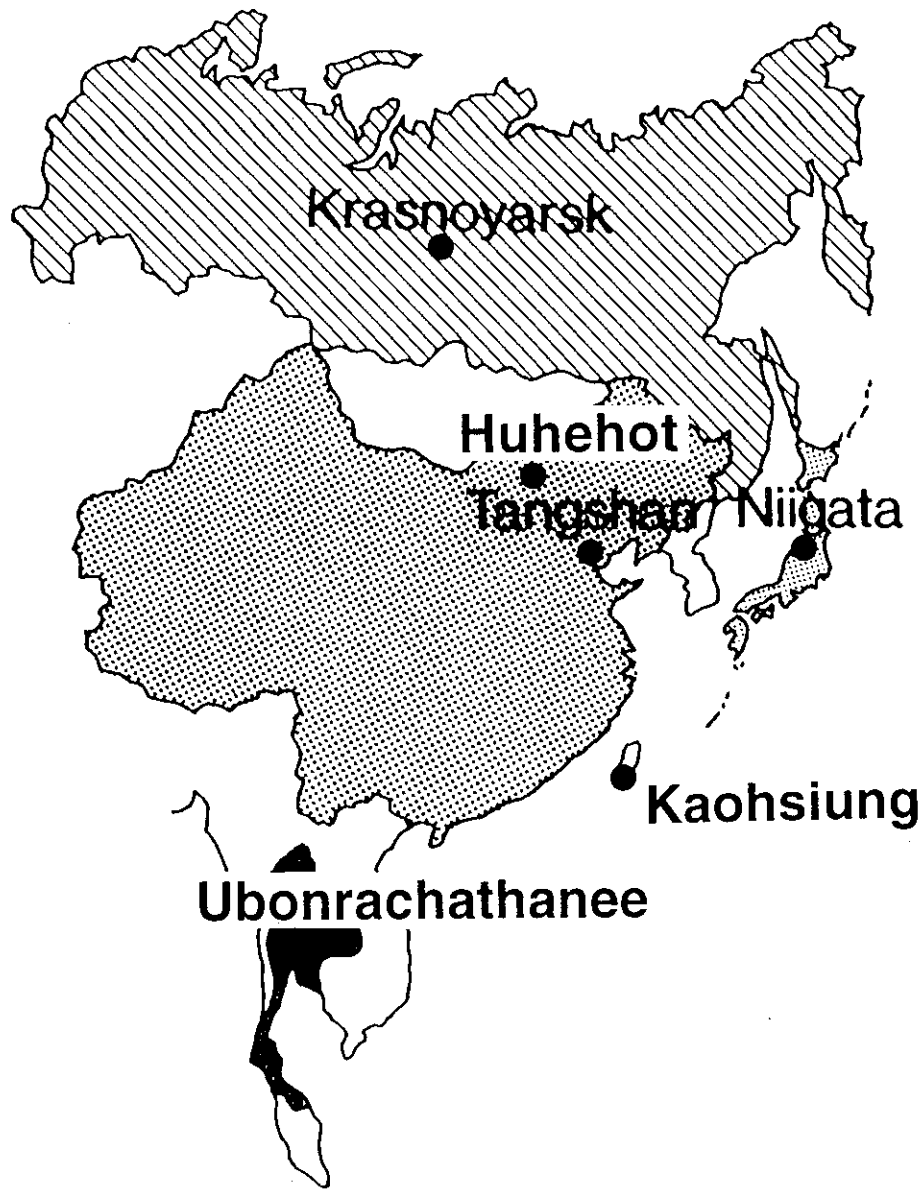 Krasnoyarsk
Huhehot
Tangshan
Niigata
Kaohsiung
Ubonrachathanee